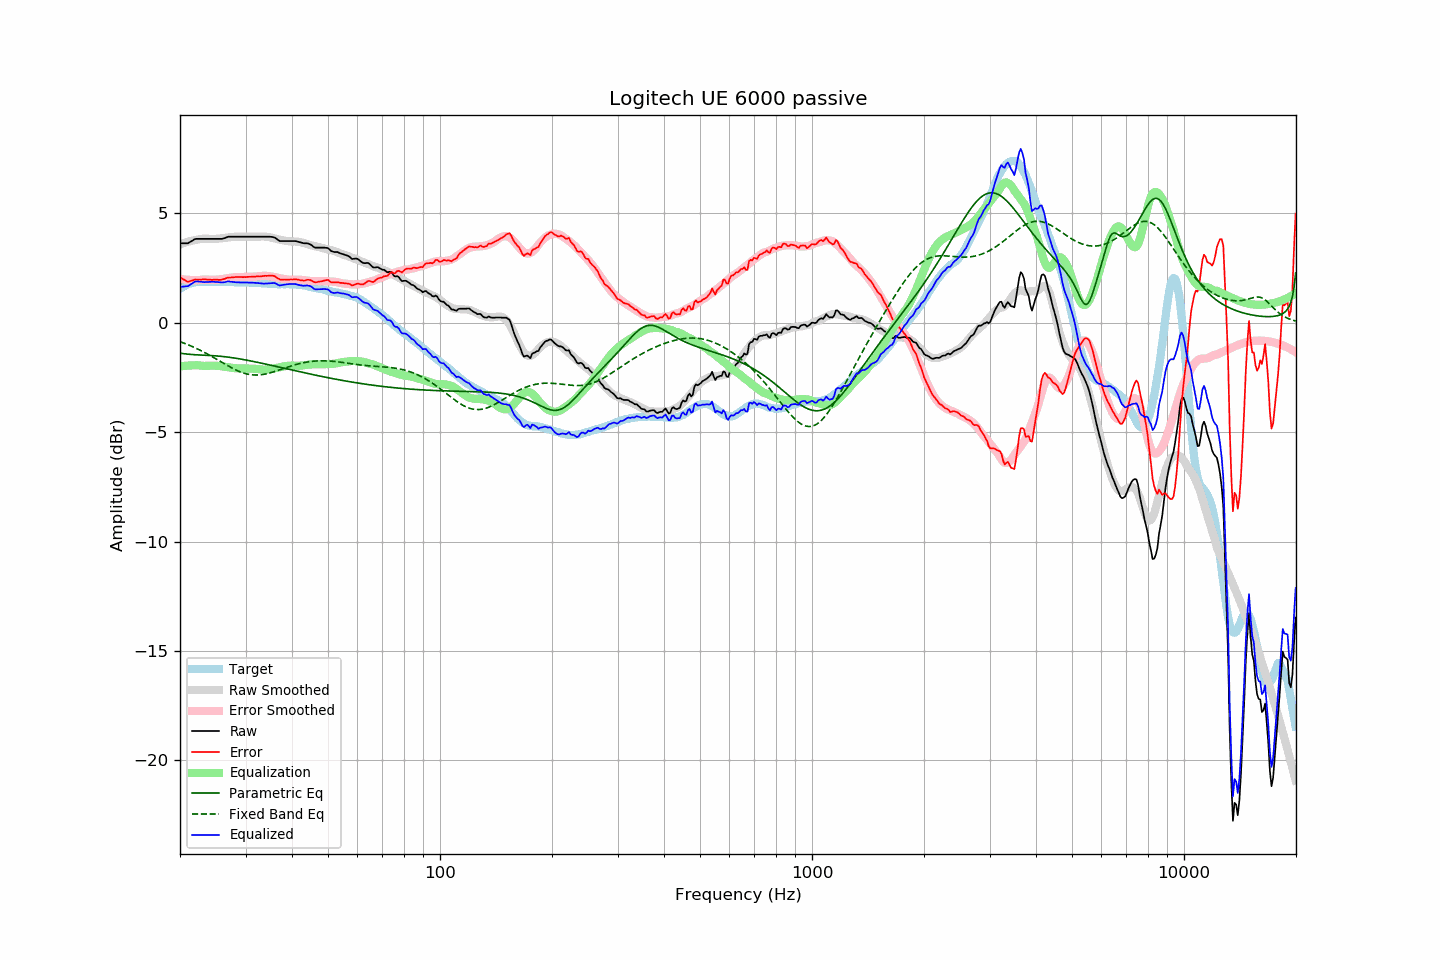 Logitech UE 6000 passive
Amplitude (dBr)
5
0
−5
−10
−15
−20
Target
Raw Smoothed
Error Smoothed
Raw
Error
Equalization
Parametric Eq
Fixed Band Eq
Equalized
100
1000
10000
Frequency (Hz)